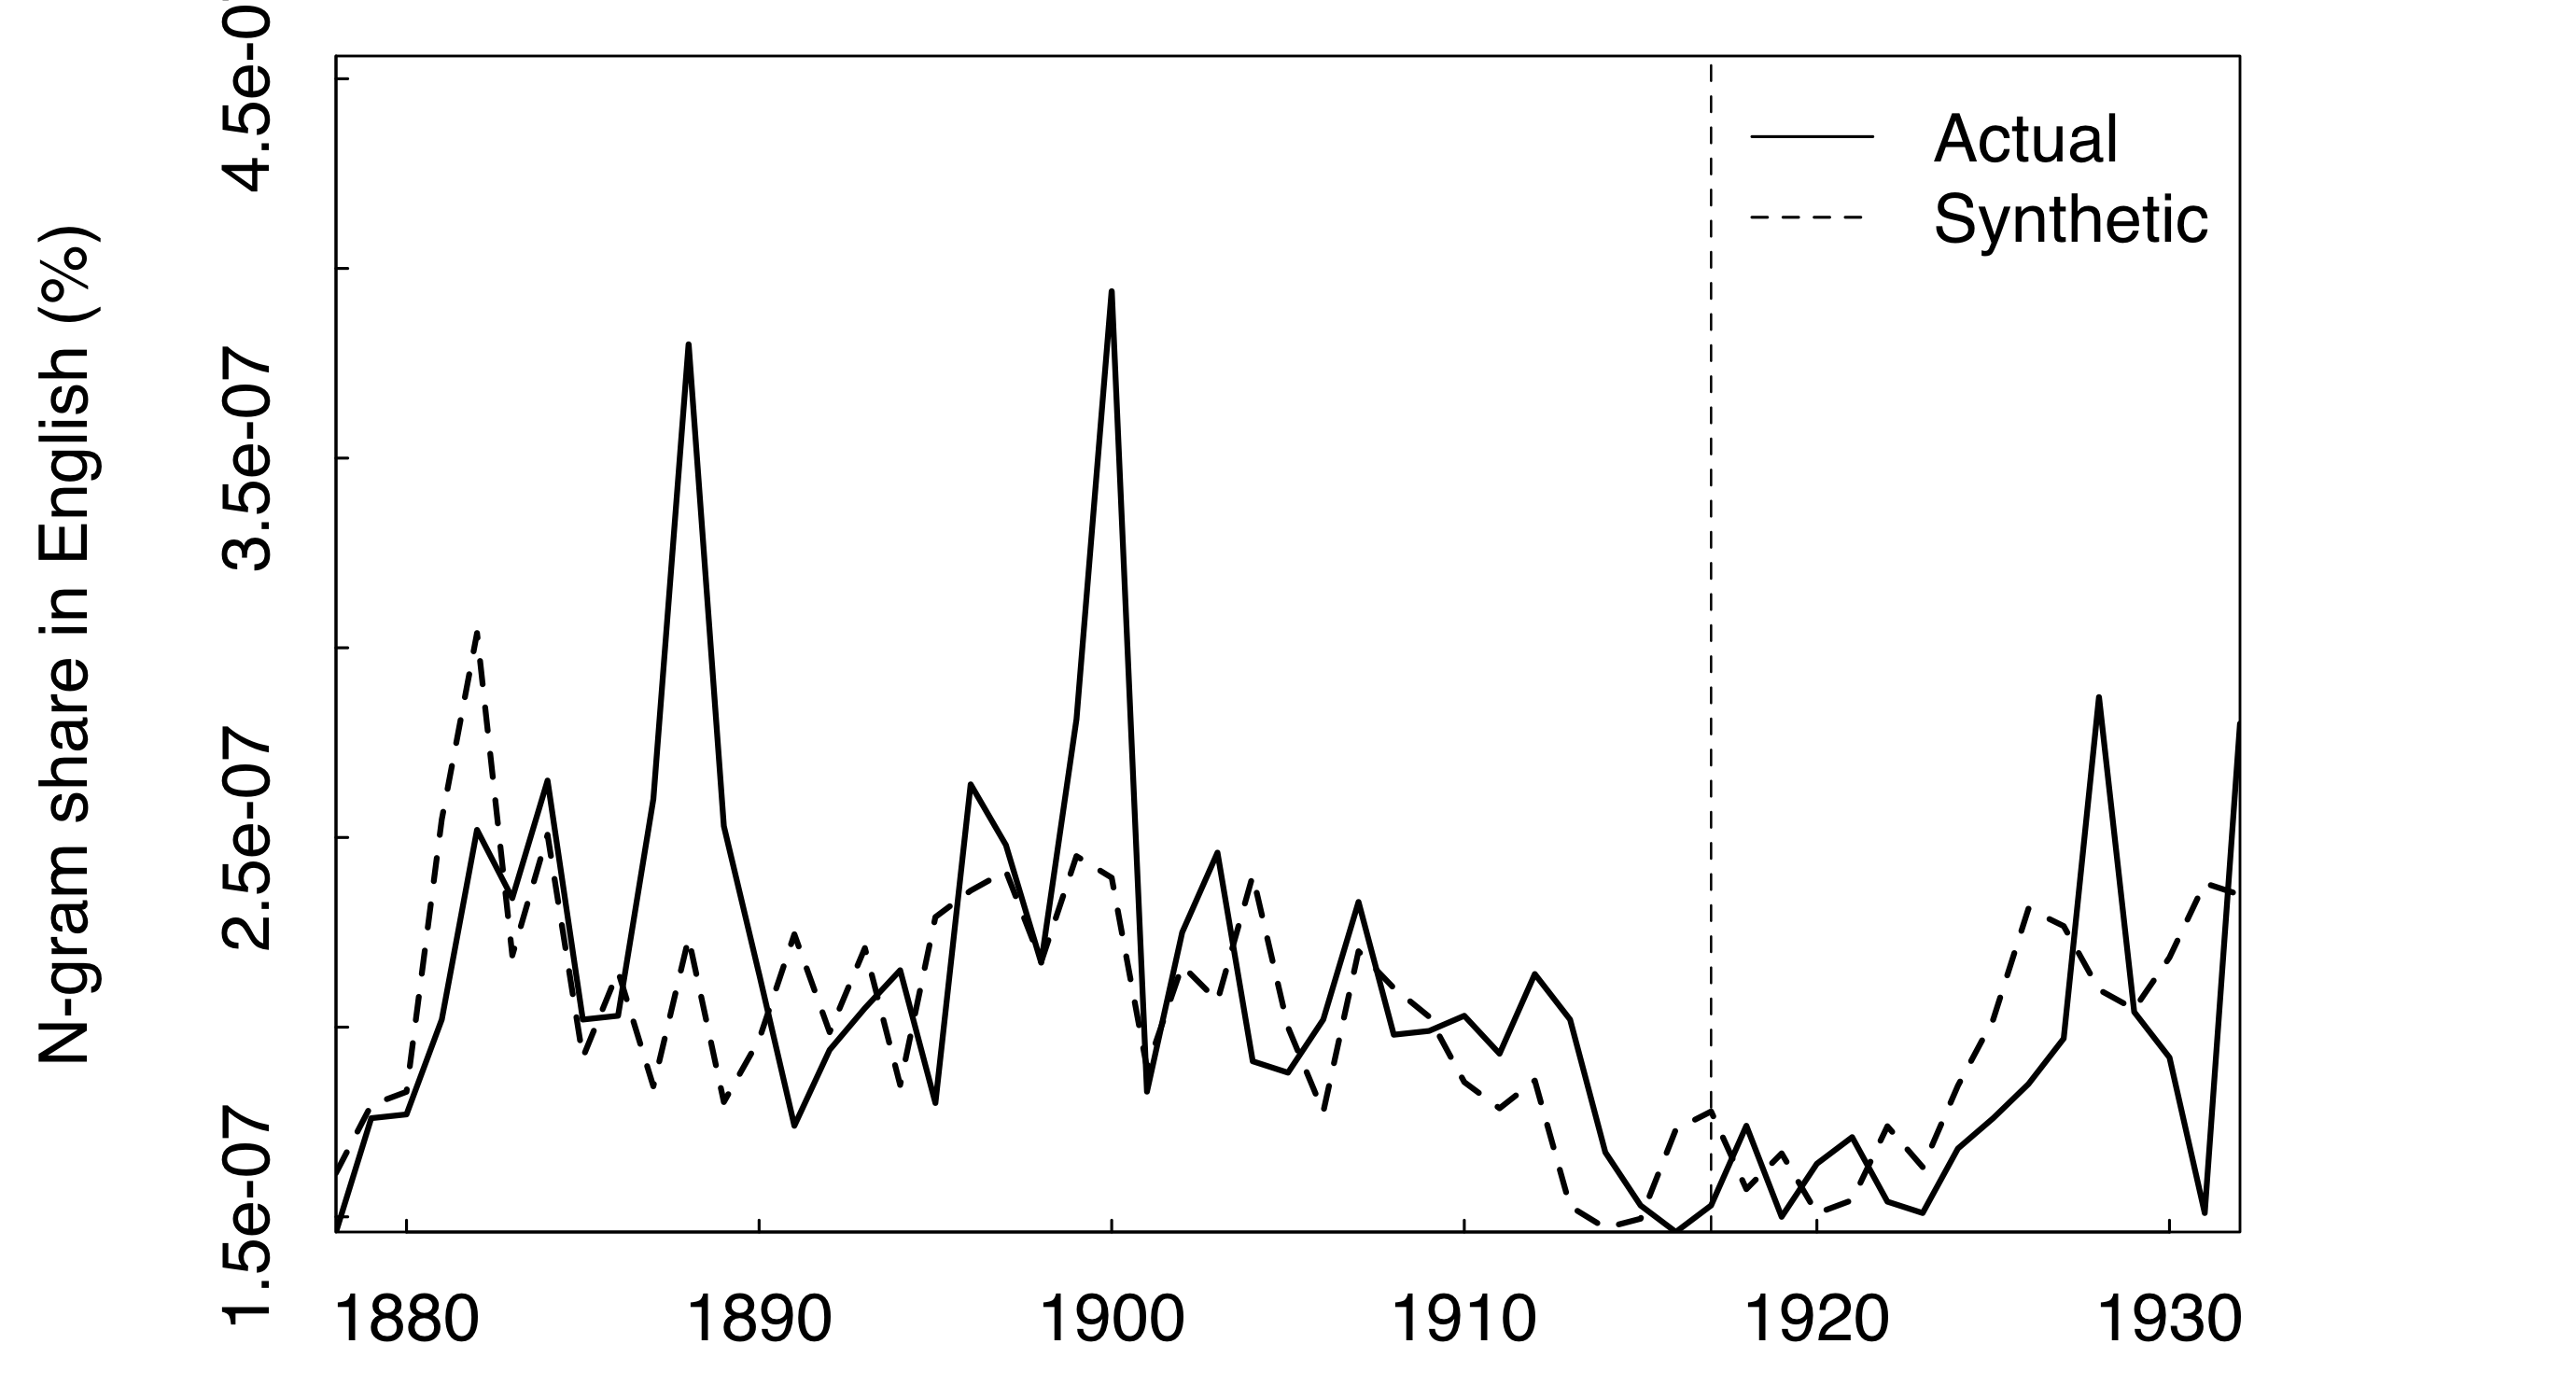 N-gram share in English (%)
4.5e-0
3.5e-07
2.5e-07
1.5e-07
Actual
Synthetic
1880 1890 1900 1910 1920 1930